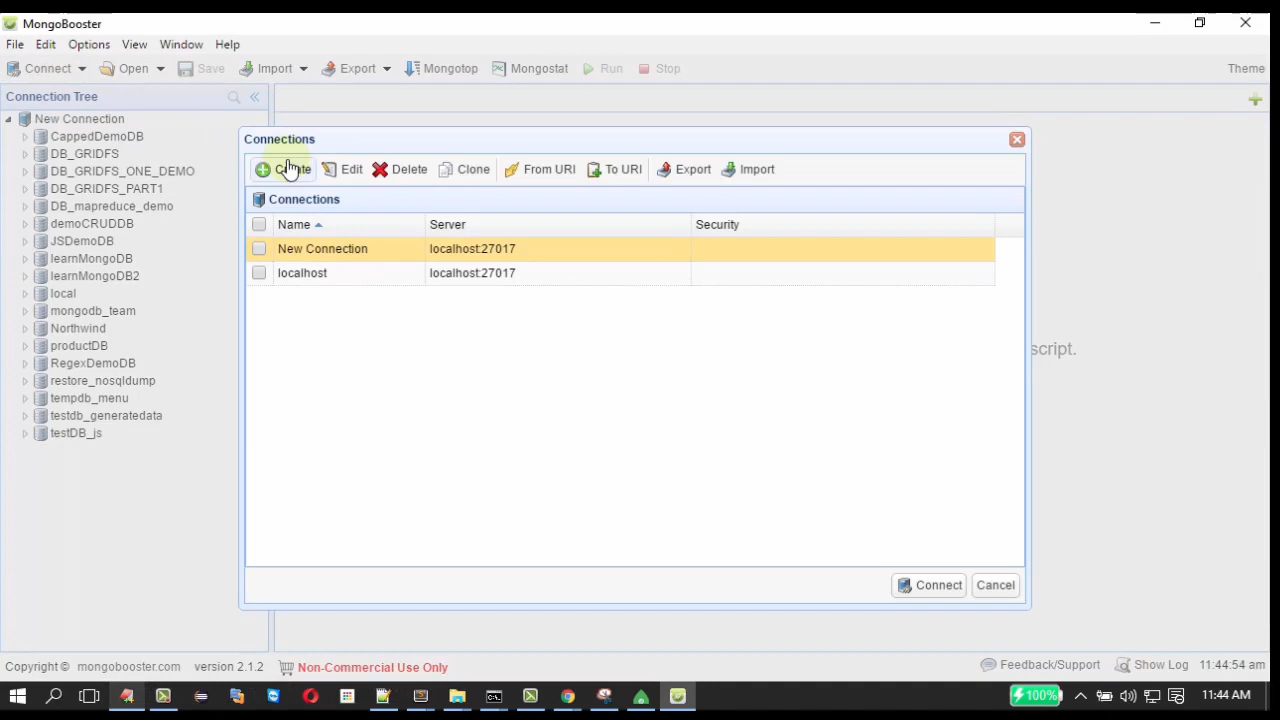 MongoBooster
File Edit Options View Window Help
Connect Open Save Import Export Mongotop Mongostat Run Stop Theme
Connection Tree
New Connection
CappedDemoDB
DB_GRIDFS
DB_GRIDFS_ONE_DEMO
DB_GRIDFS_PART1
DB_mapreduce_demo
demoCRUDDB
JSDemoDB
learnMongoDB
learnMongoDB2
local
mongodb_team
Northwind
productDB
RegexDemoDB
restore_nosqldump
tempdb_menu
testdb_generatedata
testDB_js
Connections
Create Edit Delete Clone From URI To URI Export Import
Connections
Name Server Security
New Connection localhost:27017
localhost localhost:27017
script.
Connect Cancel
Copyright © mongobooster.com version 2.1.2 Non-Commercial Use Only Feedback/Support Show Log 11:44:54 am
100% 11:44 AM